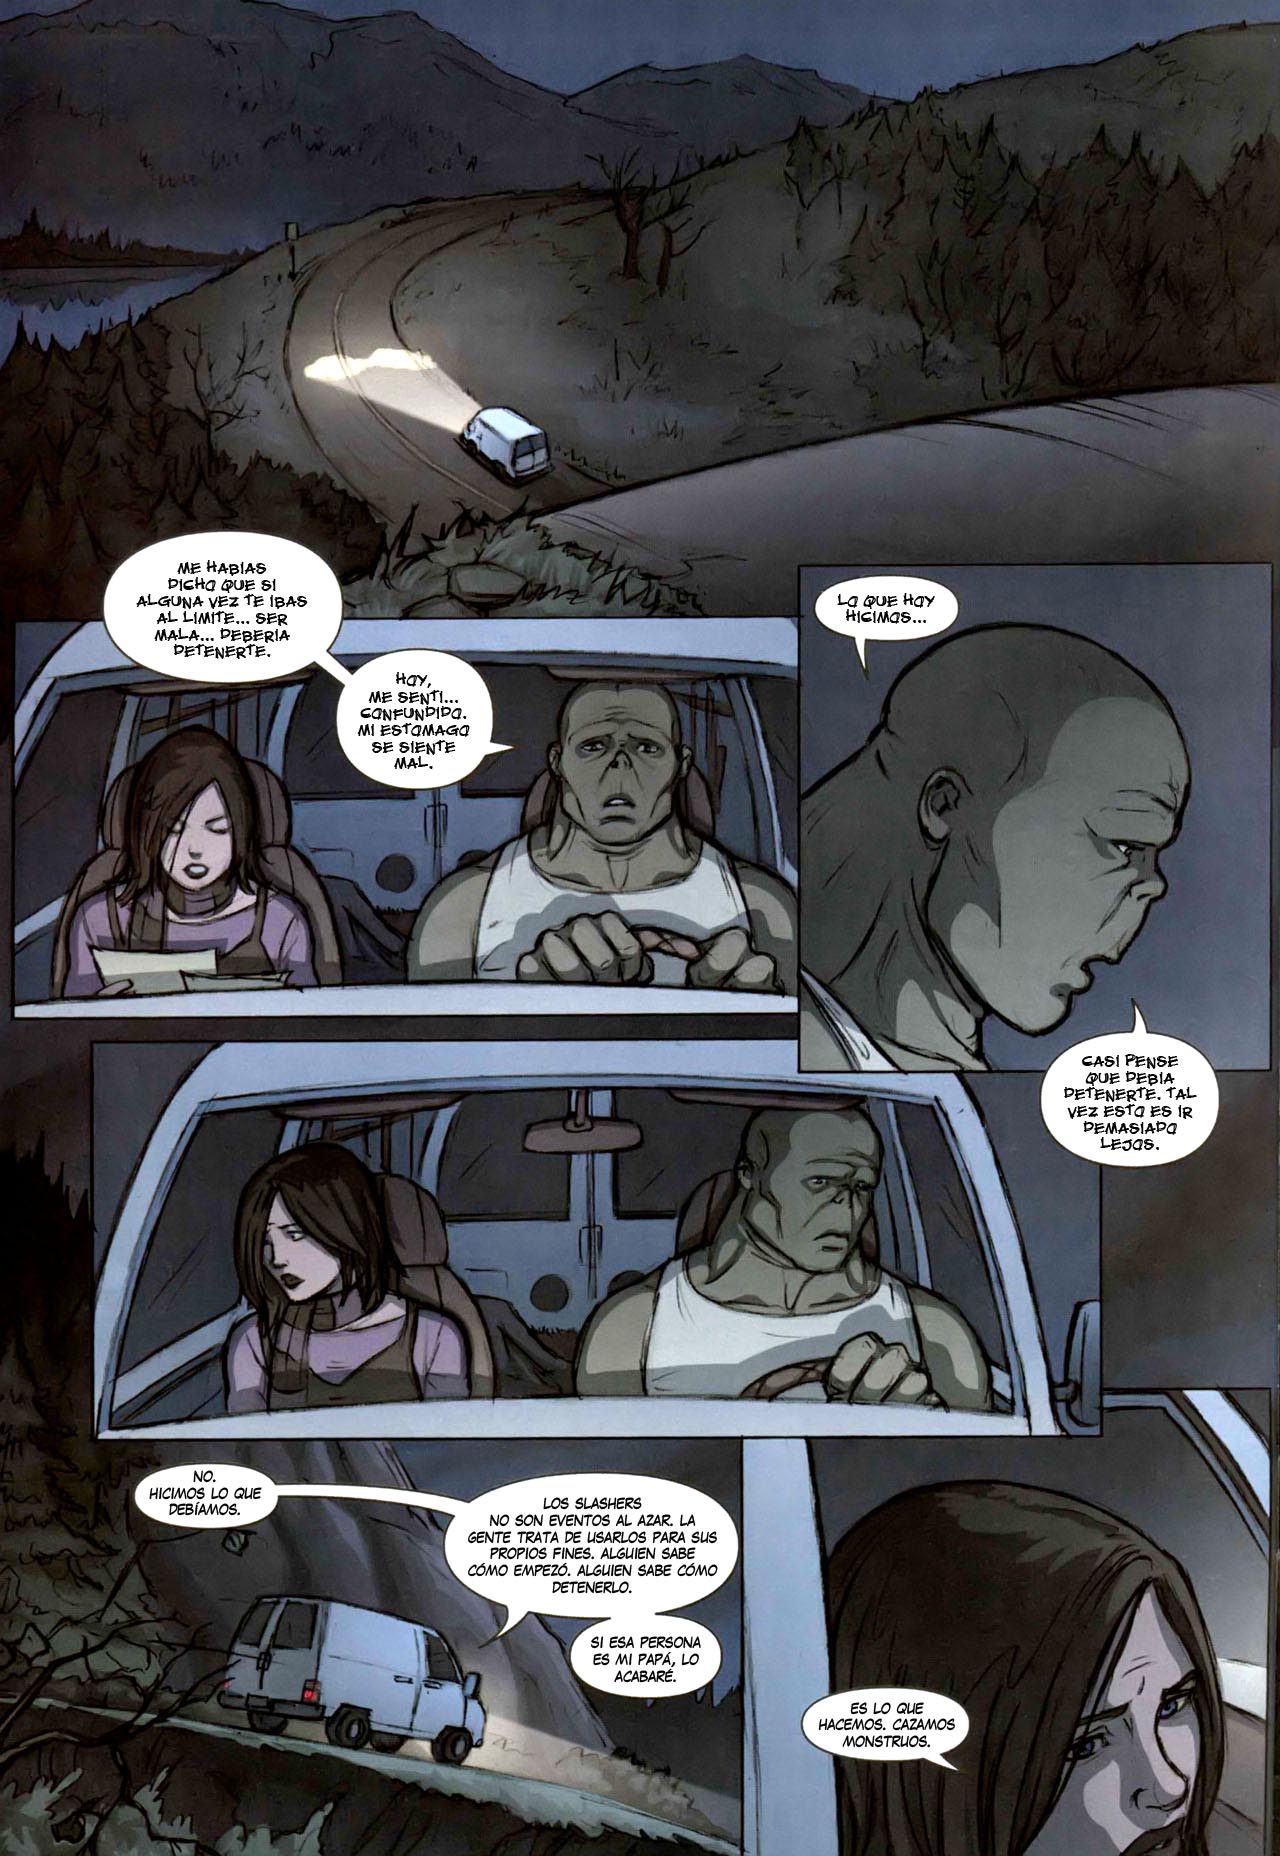 ME HABIAS
DICHO QUE SI
ALGUNA VEZ TE IBAS
AL LIMITE... SER
MALA... DEBERIA
DETENERTE.
HOY,
ME SENTI...
CONFUNDIDO.
MI ESTOMAGO
SE SIENTE
MAL.
LO QUE HOY
HICIMOS...
CASI PENSE
QUE DEBIA
DETENERTE. TAL
VEZ ESTO ES IR
DEMASIADO
LEJOS.
NO.
HICIMOS LO QUE
DEBÍAMOS.
LOS SLASHERS
NO SON EVENTOS AL AZAR. LA
GENTE TRATA DE USARLOS PARA SUS
PROPIOS FINES. ALGUIEN SABE
CÓMO EMPEZÓ. ALGUIEN SABE CÓMO
DETENERLO.
SI ESA PERSONA
ES MI PAPÁ, LO
ACABARÉ.
ES LO QUE
HACEMOS. CAZAMOS
MONSTRUOS.